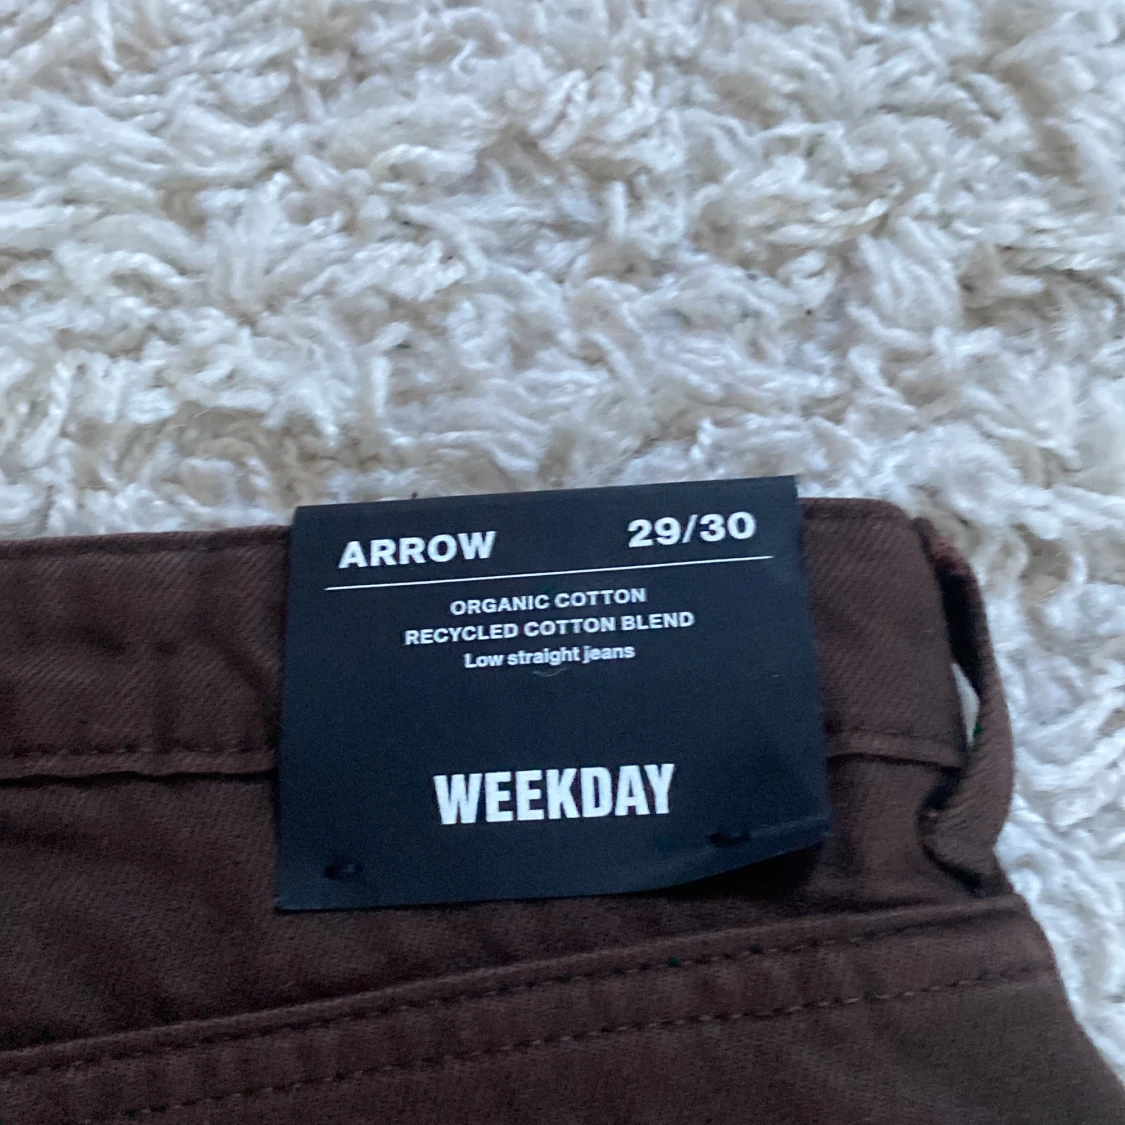 ARROW 29/30
ORGANIC COTTON
RECYCLED COTTON BLEND
Low straight jeans
WEEKDAY